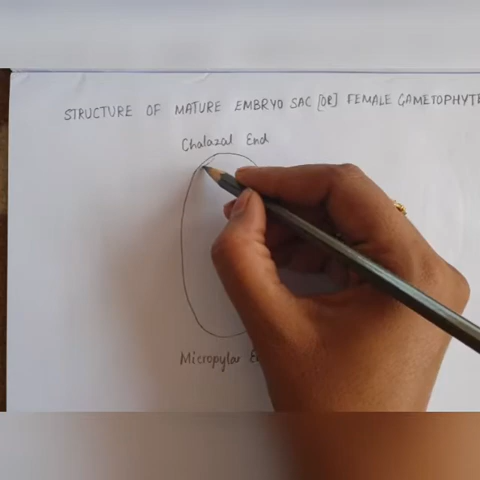 STRUCTURE OF MATURE EMBRYO SAC [OR] FEMALE GAMETOPHYTE
Chalazal End
Micropylar